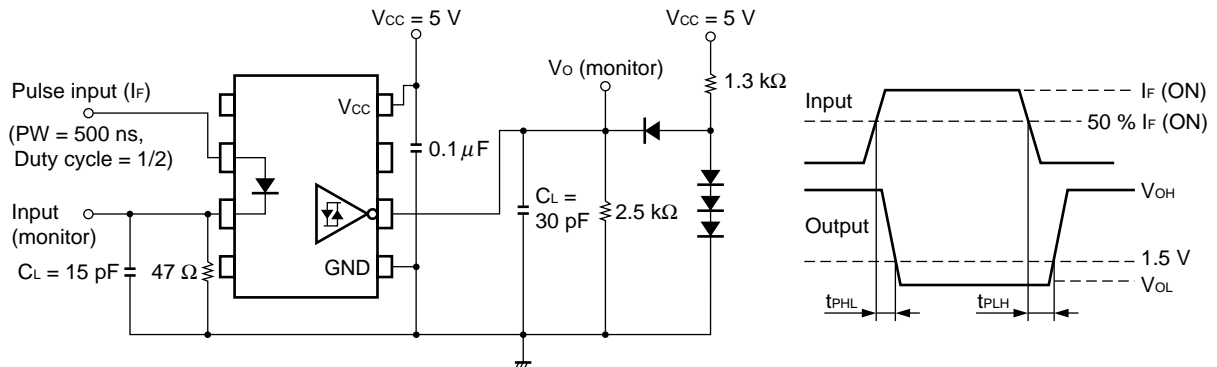 VCC = 5 V
VCC = 5 V
VO (monitor)
1.3 kΩ
Pulse input (IF)
(PW = 500 ns,
Duty cycle = 1/2)
VCC
0.1 μF
Input
(monitor)
CL = 15 pF
47 Ω
GND
CL =
30 pF
2.5 kΩ
Input
IF (ON)
50 % IF (ON)
Output
VOH
1.5 V
VOL
tPHL
tPLH